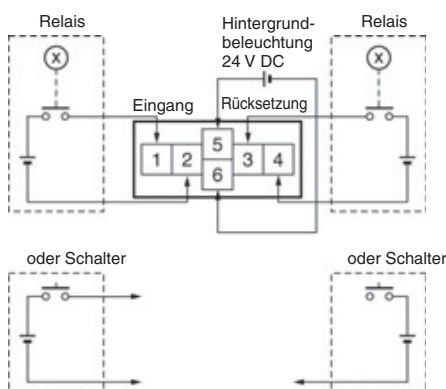 Relais
Hintergrund-
beleuchtung
24 V DC
Relais
X
X
Eingang
Rücksetzung
1 2 5 3 4
6
oder Schalter
oder Schalter